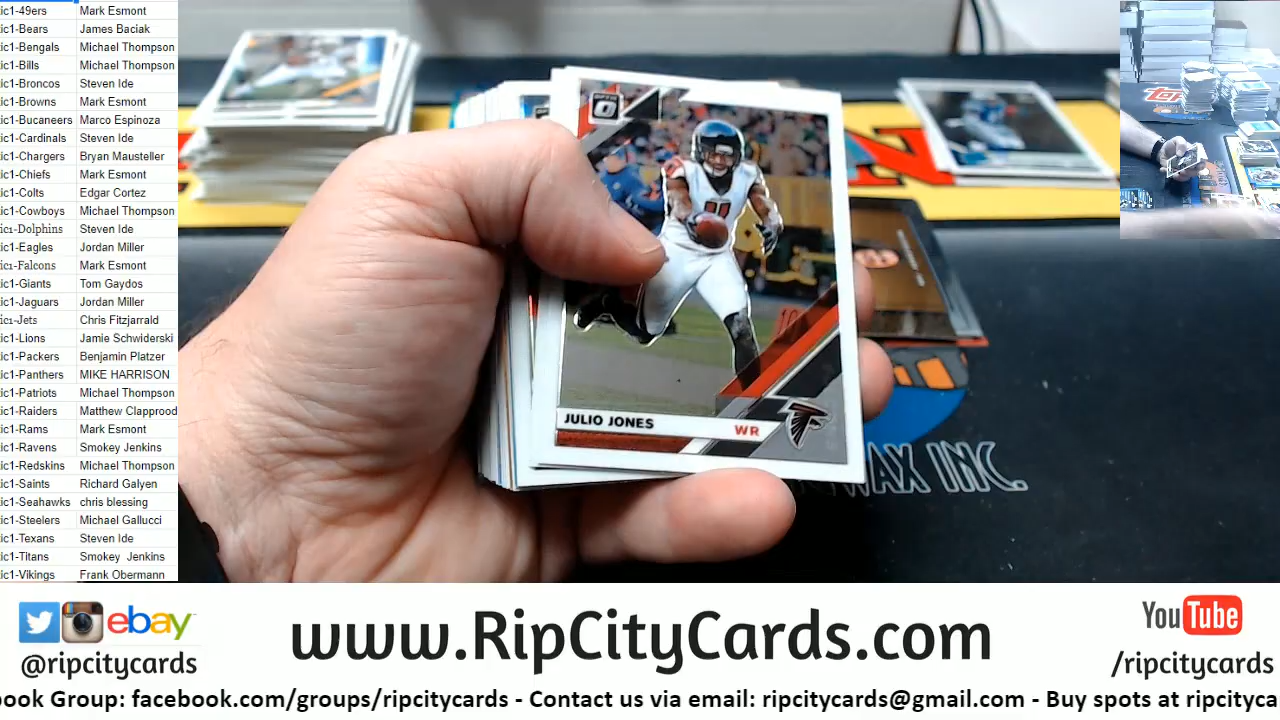 ic1-49ers Mark Esmont
ic1-Bears James Baciak
ic1-Bengals Michael Thompson
ic1-Bills Michael Thompson
ic1-Broncos Steven Ide
ic1-Browns Mark Esmont
ic1-Bucaneers Marco Espinoza
ic1-Cardinals Steven Ide
ic1-Chargers Bryan Mausteller
ic1-Chiefs Mark Esmont
ic1-Colts Edgar Cortez
ic1-Cowboys Michael Thompson
ic1-Dolphins Steven Ide
ic1-Eagles Jordan Miller
ic1-Falcons Mark Esmont
ic1-Giants Tom Gaydos
ic1-Jaguars Jordan Miller
ic1-Jets Chris Fitzjarrald
ic1-Lions Jamie Schwiderski
ic1-Packers Benjamin Platzer
ic1-Panthers MIKE HARRISON
ic1-Patriots Michael Thompson
ic1-Raiders Matthew Clapprood
ic1-Rams Mark Esmont
ic1-Ravens Smokey Jenkins
ic1-Redskins Michael Thompson
ic1-Saints Richard Galyen
ic1-Seahawks chris blessing
ic1-Steelers Michael Gallucci
ic1-Texans Steven Ide
ic1-Titans Smokey Jenkins
ic1-Vikings Frank Obermann
JULIO JONES WR
11
WAX INC.
Topps
ebay
@ripcitycards
www.RipCityCards.com
YouTube
/ripcitycards
book Group: facebook.com/groups/ripcitycards - Contact us via email: ripcitycards@gmail.com - Buy spots at ripcityca